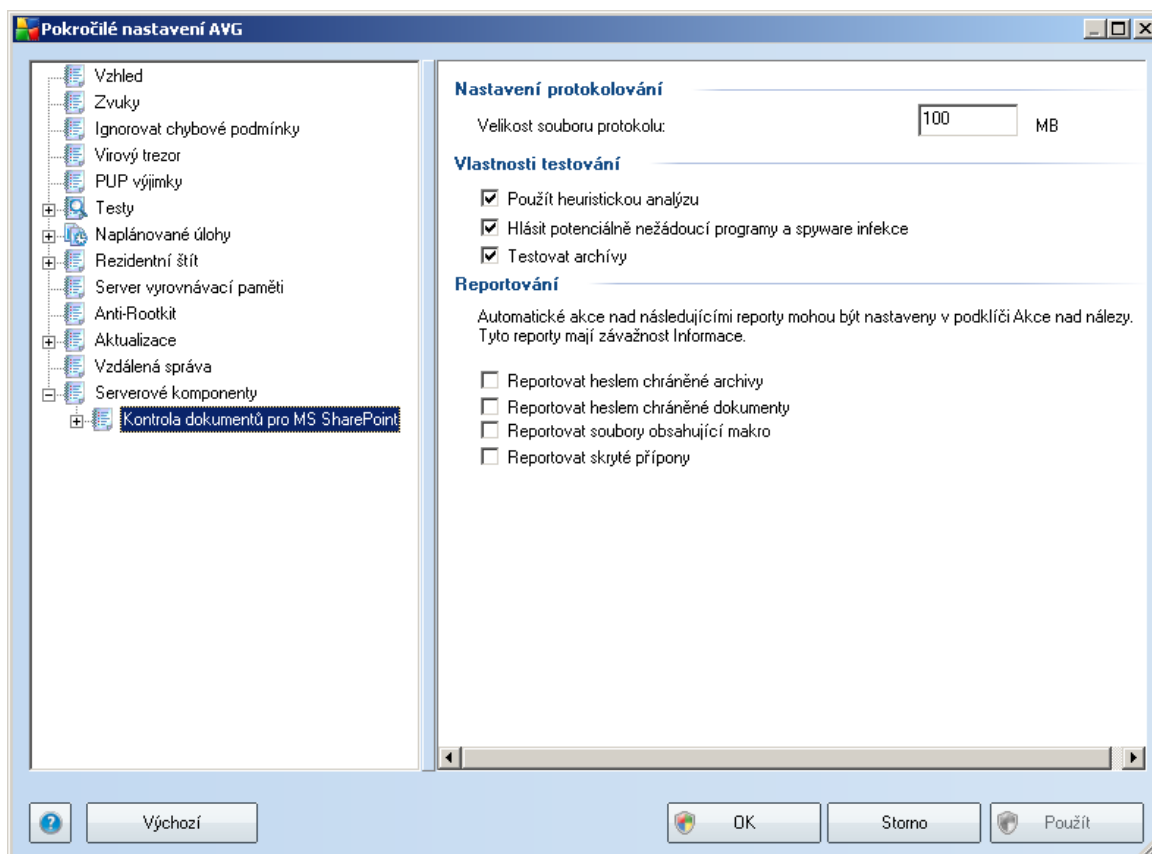 Pokročilé nastavení AVG
Vzhled
Zvuky
Ignorovat chybové podmínky
Virový trezor
PUP výjimky
Testy
Naplánované úlohy
Rezidentní štít
Server vyrovnávací paměti
Anti-Rootkit
Aktualizace
Vzdálená správa
Serverové komponenty
Kontrola dokumentů pro MS SharePoint
Nastavení protokolování
Velikost souboru protokolu: 100 MB
Vlastnosti testování
Použít heuristickou analýzu
Hlásit potenciálně nežádoucí programy a spyware infekce
Testovat archívy
Reportování
Automatické akce nad následujícími reporty mohou být nastaveny v podklíči Akce nad nálezy.
Tyto reporty mají závažnost Informace.
Reportovat heslem chráněné archivy
Reportovat heslem chráněné dokumenty
Reportovat soubory obsahující makro
Reportovat skryté přípony
Výchozí
OK
Storno
Použít